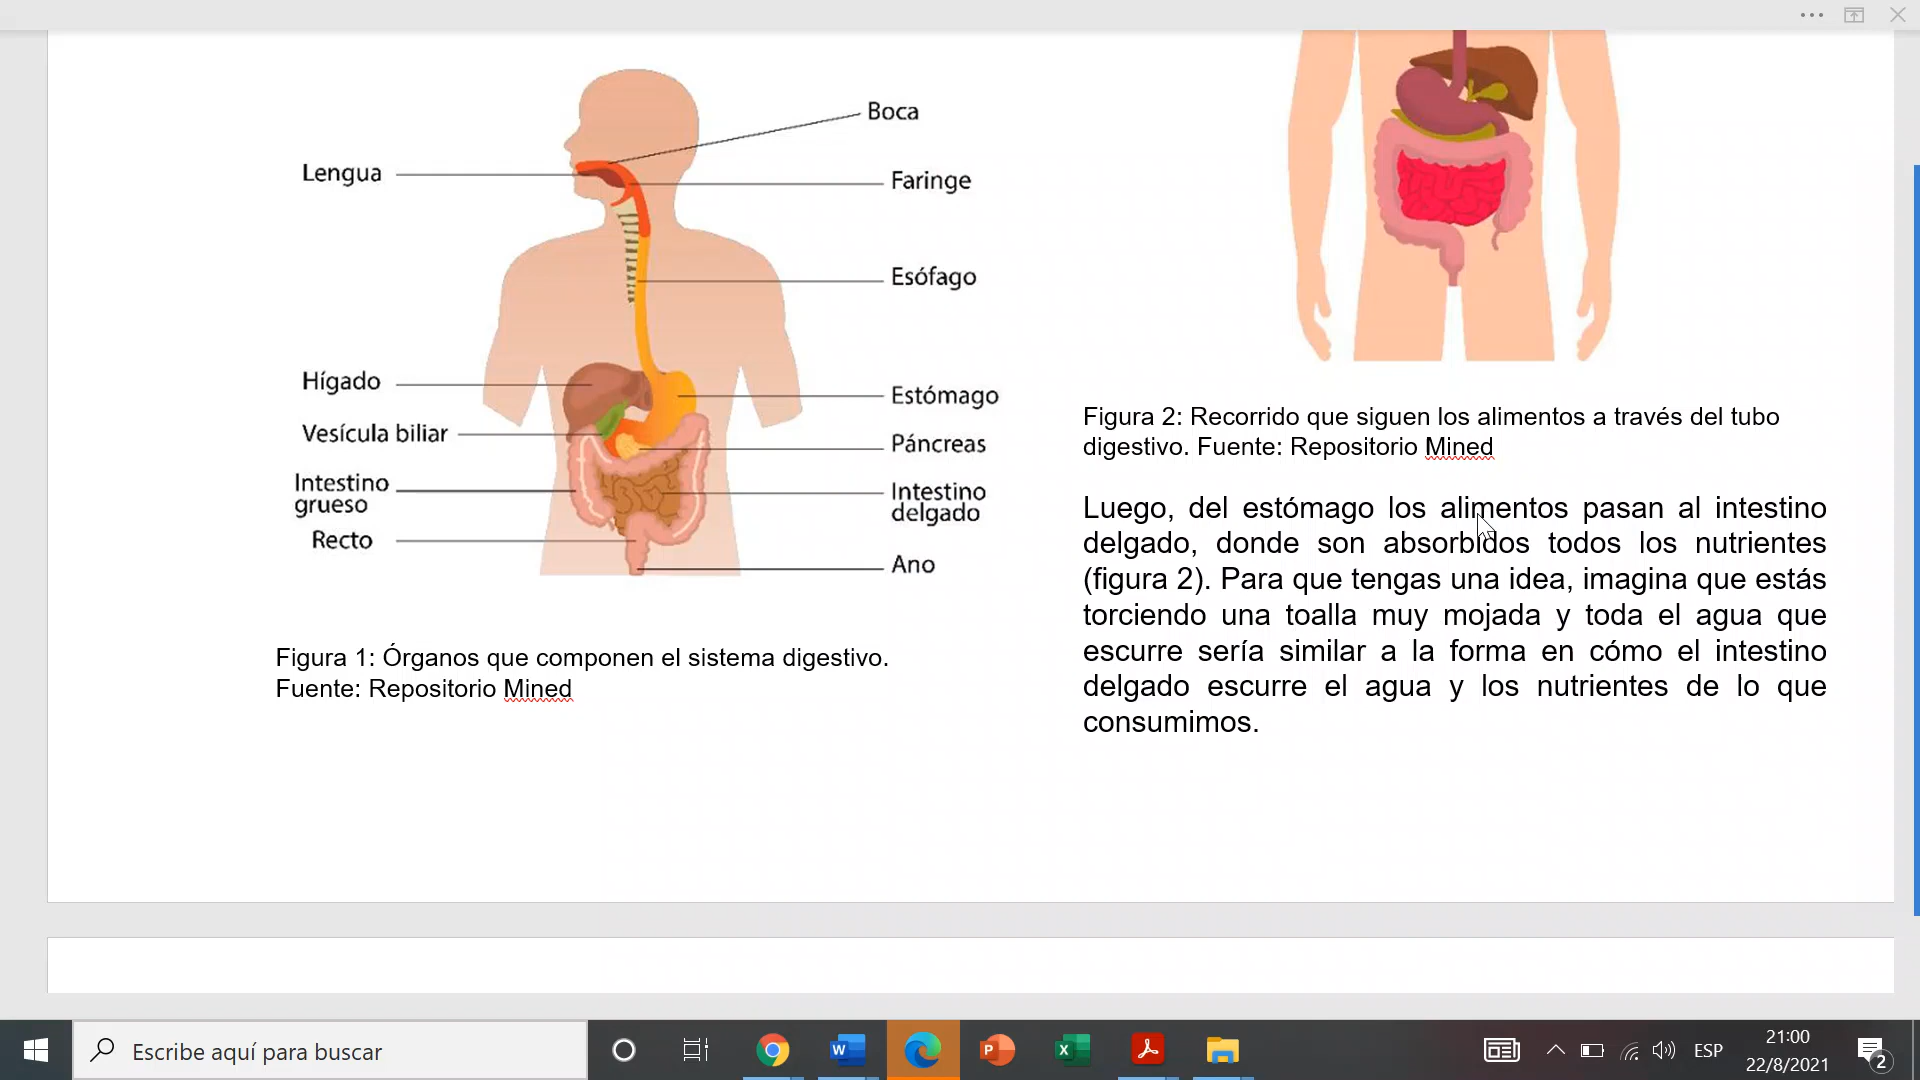 Boca
Lengua
Faringe
Esófago
Hígado
Estómago
Vesícula biliar
Páncreas
Intestino
grueso
Intestino
delgado
Recto
Ano
Figura 1: Órganos que componen el sistema digestivo.
Fuente: Repositorio Mined
Figura 2: Recorrido que siguen los alimentos a través del tubo
digestivo. Fuente: Repositorio Mined
Luego, del estómago los alimentos pasan al intestino
delgado, donde son absorbidos todos los nutrientes
(figura 2). Para que tengas una idea, imagina que estás
torciendo una toalla muy mojada y toda el agua que
escurre sería similar a la forma en cómo el intestino
delgado escurre el agua y los nutrientes de lo que
consumimos.
Escribe aquí para buscar
ESP
21:00
22/8/2021
2